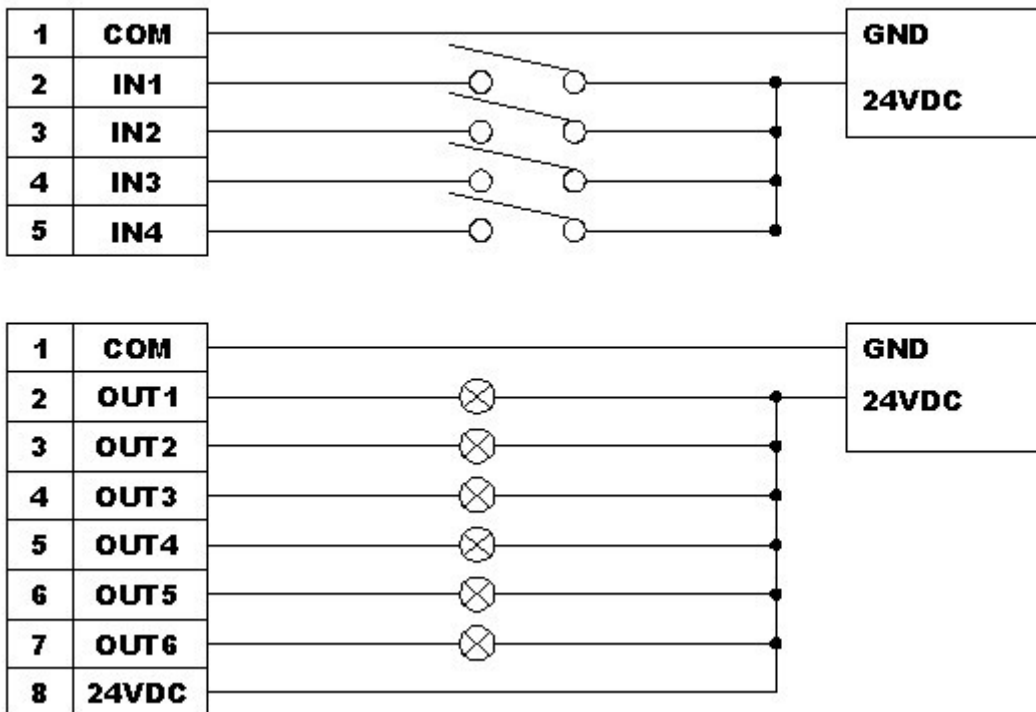 1 COM GND
2 IN1 24VDC
3 IN2
4 IN3
5 IN4
1 COM GND
2 OUT1 24VDC
3 OUT2
4 OUT3
5 OUT4
6 OUT5
7 OUT6
8 24VDC